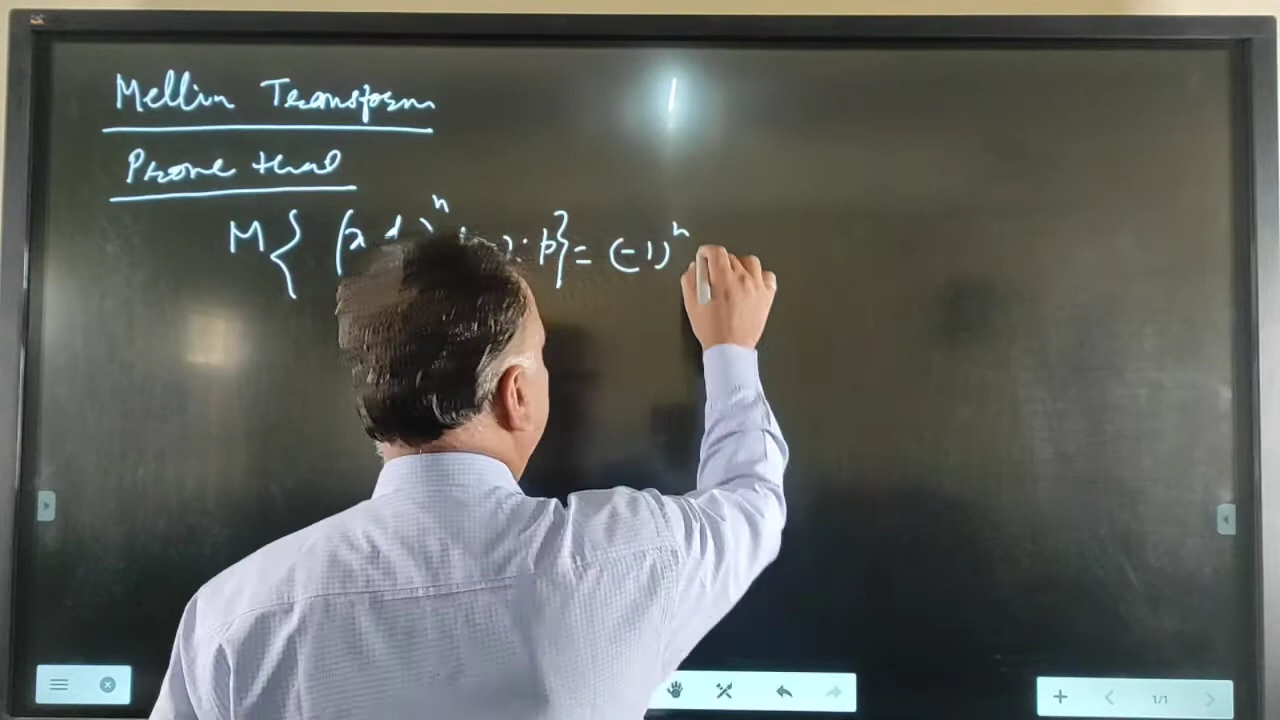 Mellin Transform
Prove that
M{ (x d )ⁿ ) : p} = (-1)ⁿ
1/1